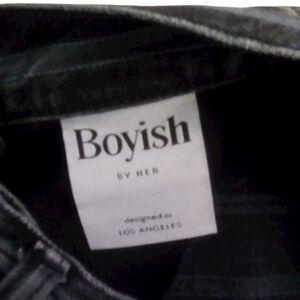 Boyish
BY HER
designed in
LOS ANGELES